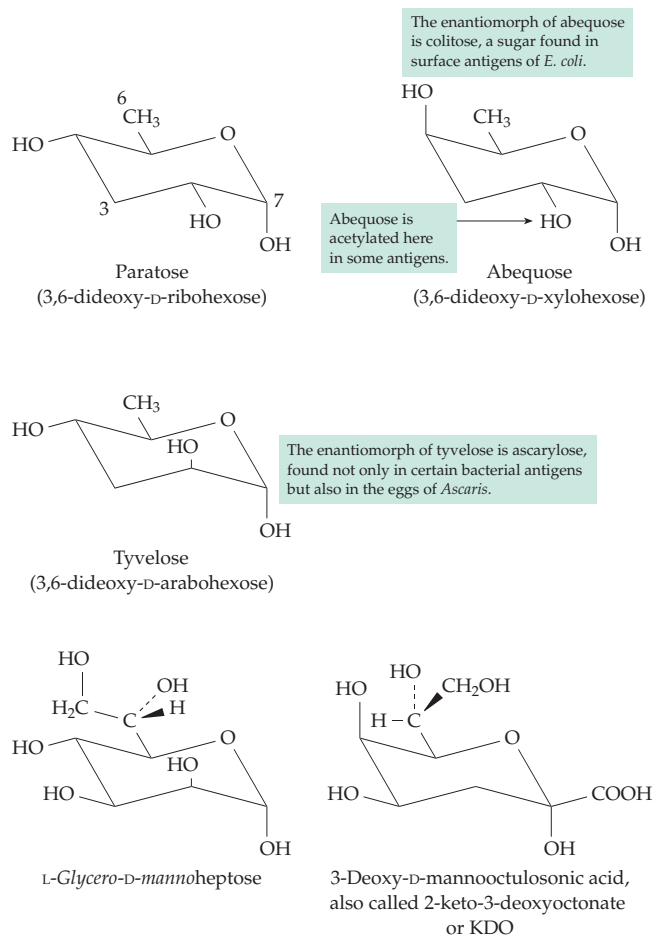 The enantiomorph of abequose
is colitose, a sugar found in
surface antigens of E. coli.
6
CH3
HO
O
3
HO
7
OH
Paratose
(3,6-dideoxy-D-ribohexose)
HO
CH3
O
Abequose is
acetylated here
in some antigens.
HO
OH
Abequose
(3,6-dideoxy-D-xylohexose)
CH3
HO
O
HO
OH
The enantiomorph of tyvelose is ascarylose,
found not only in certain bacterial antigens
but also in the eggs of Ascaris.
Tyvelose
(3,6-dideoxy-D-arabohexose)
HO
OH
H2C
C
H
HO
O
HO
HO
OH
L-Glycero-D-mannoheptose
HO
HO
CH2OH
H
C
O
HO
COOH
OH
3-Deoxy-D-mannooctulosonic acid,
also called 2-keto-3-deoxyoctonate
or KDO